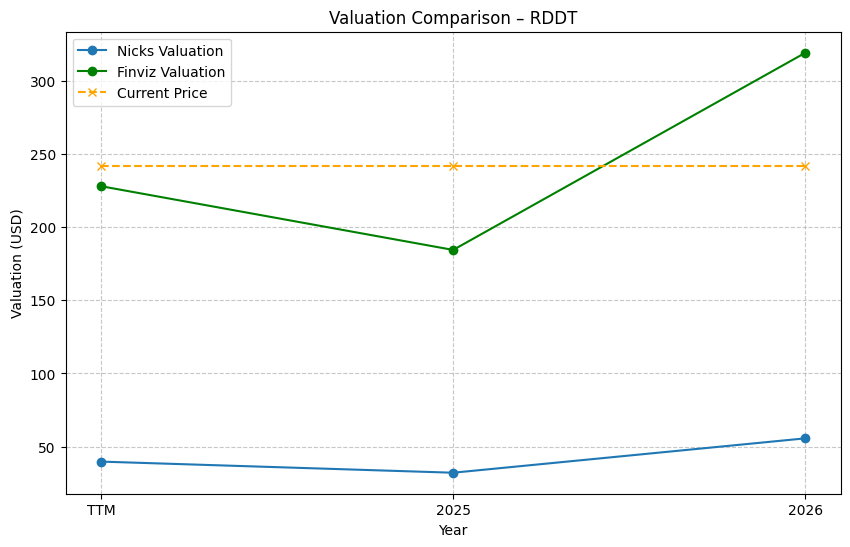 Valuation Comparison – RDDT
Nicks Valuation
Finviz Valuation
Current Price
Valuation (USD)
300
250
200
150
100
50
TTM
2025
2026
Year